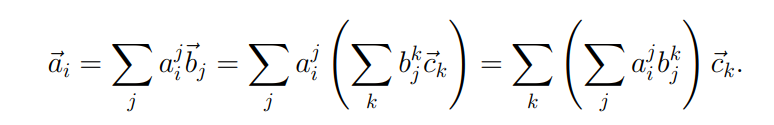 $\vec{a}_i = \sum_j a_i^j \vec{b}_j = \sum_j a_i^j \left( \sum_k b_j^k \vec{c}_k \right) = \sum_k \left( \sum_j a_i^j b_j^k \right) \vec{c}_k.$